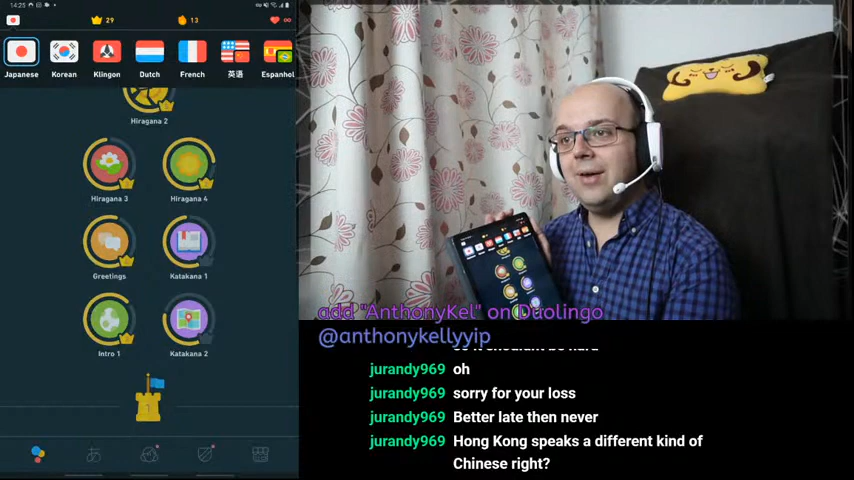 14:25
29
13
Japanese
Korean
Klingon
Dutch
French
英语
Espanhol
Hiragana 2
Hiragana 3
Hiragana 4
Greetings
Katakana 1
Intro 1
Katakana 2
1
add "AnthonyKel" on Duolingo
@anthonykellyyip
jurandy969 oh
jurandy969 sorry for your loss
jurandy969 Better late then never
jurandy969 Hong Kong speaks a different kind of
Chinese right?